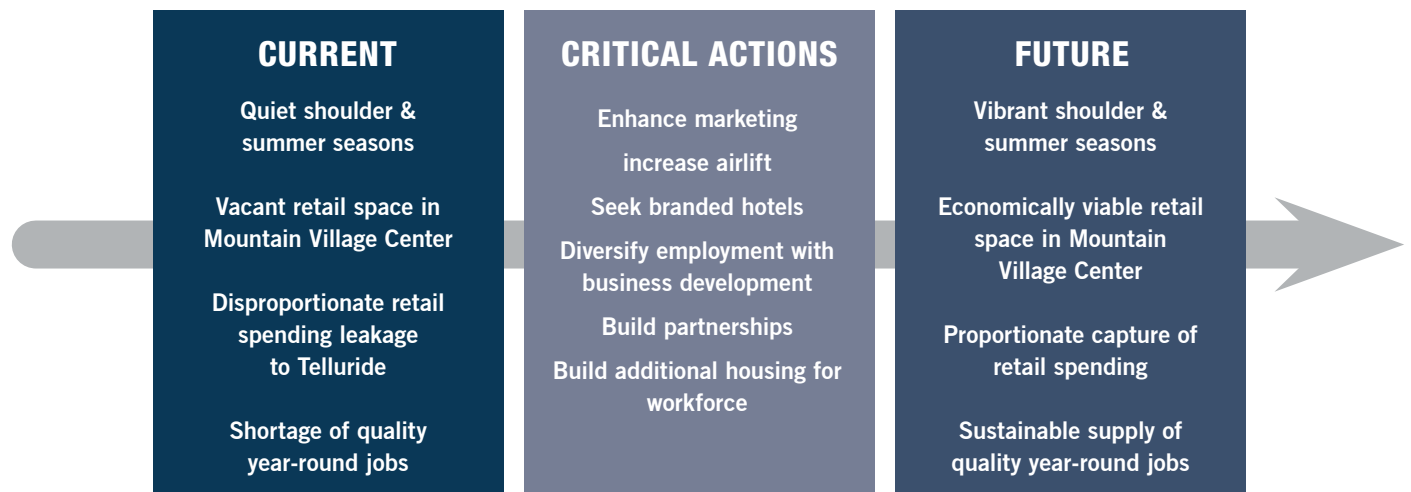 CURRENT
Quiet shoulder &
summer seasons
Vacant retail space in
Mountain Village Center
Disproportionate retail
spending leakage
to Telluride
Shortage of quality
year-round jobs
CRITICAL ACTIONS
Enhance marketing
increase airlift
Seek branded hotels
Diversify employment with
business development
Build partnerships
Build additional housing for
workforce
FUTURE
Vibrant shoulder &
summer seasons
Economically viable retail
space in Mountain
Village Center
Proportionate capture of
retail spending
Sustainable supply of
quality year-round jobs